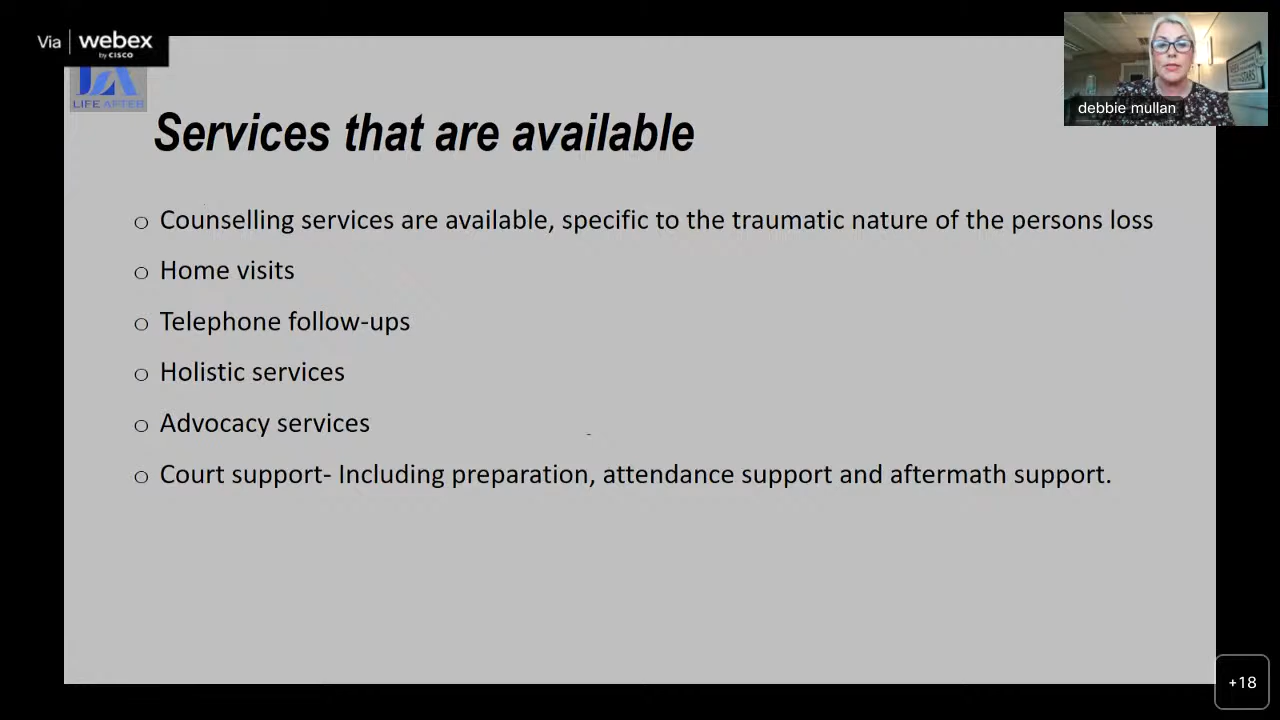 Via webex
by CISCO
debbie mullan
LIFE AFTER
Services that are available
Counselling services are available, specific to the traumatic nature of the persons loss
Home visits
Telephone follow-ups
Holistic services
Advocacy services
Court support- Including preparation, attendance support and aftermath support.
+18